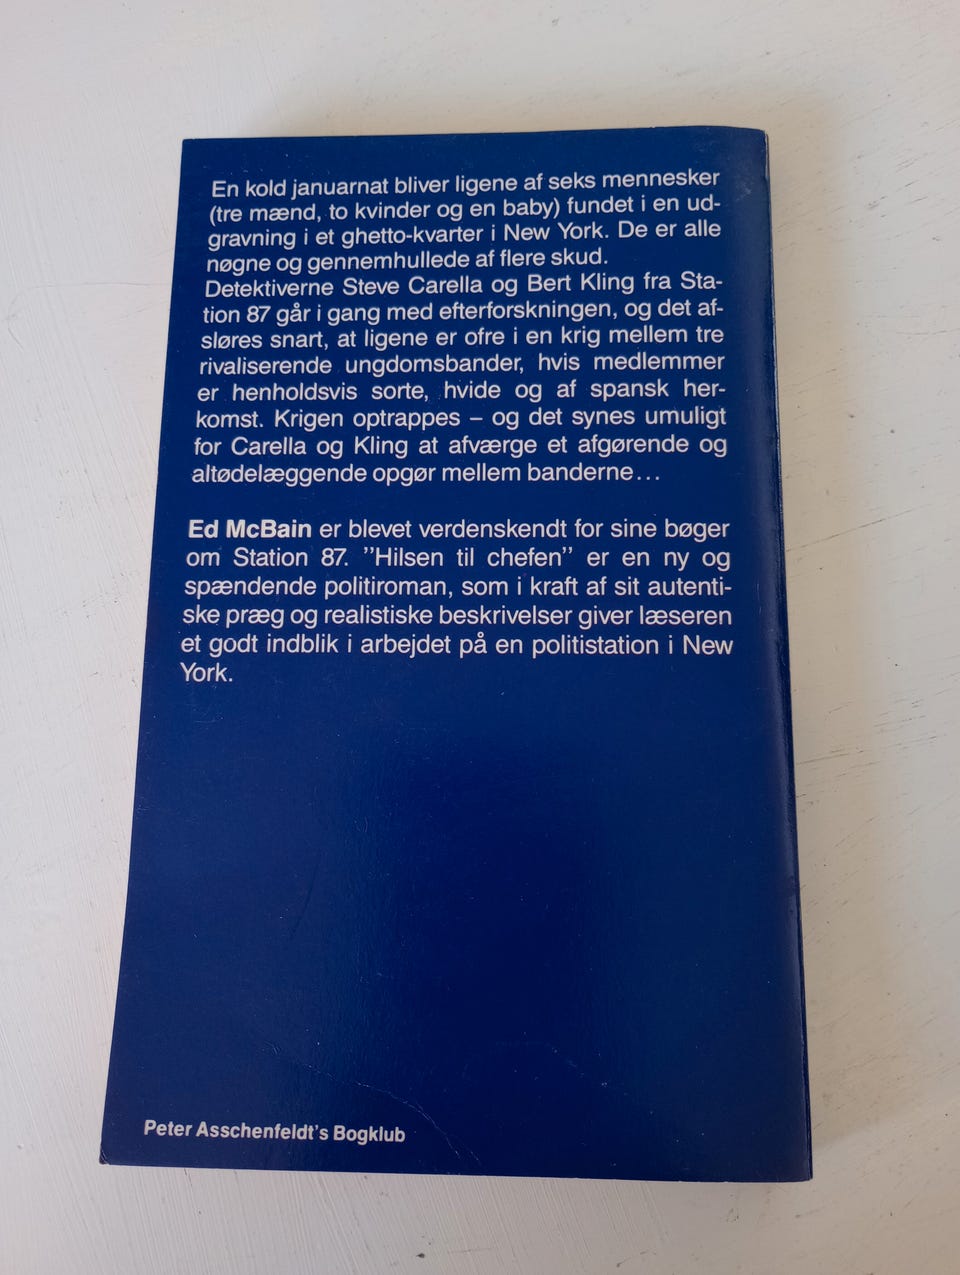 En kold januarnat bliver ligene af seks mennesker
(tre mænd, to kvinder og en baby) fundet i en ud-
gravning i et ghetto-kvarter i New York. De er alle
nøgne og gennemhullede af flere skud.
Detektiverne Steve Carella og Bert Kling fra Sta-
tion 87 går i gang med efterforskningen, og det af-
sløres snart, at ligene er ofre i en krig mellem tre
rivaliserende ungdomsbander, hvis medlemmer
er henholdsvis sorte, hvide og af spansk her-
komst. Krigen optrappes – og det synes umuligt
for Carella og Kling at afværge et afgørende og
altødelæggende opgør mellem banderne...
Ed McBain er blevet verdenskendt for sine bøger
om Station 87. "Hilsen til chefen" er en ny og
spændende politiroman, som i kraft af sit autenti-
ske præg og realistiske beskrivelser giver læseren
et godt indblik i arbejdet på en politistation i New
York.
Peter Asschenfeldt's Bogklub